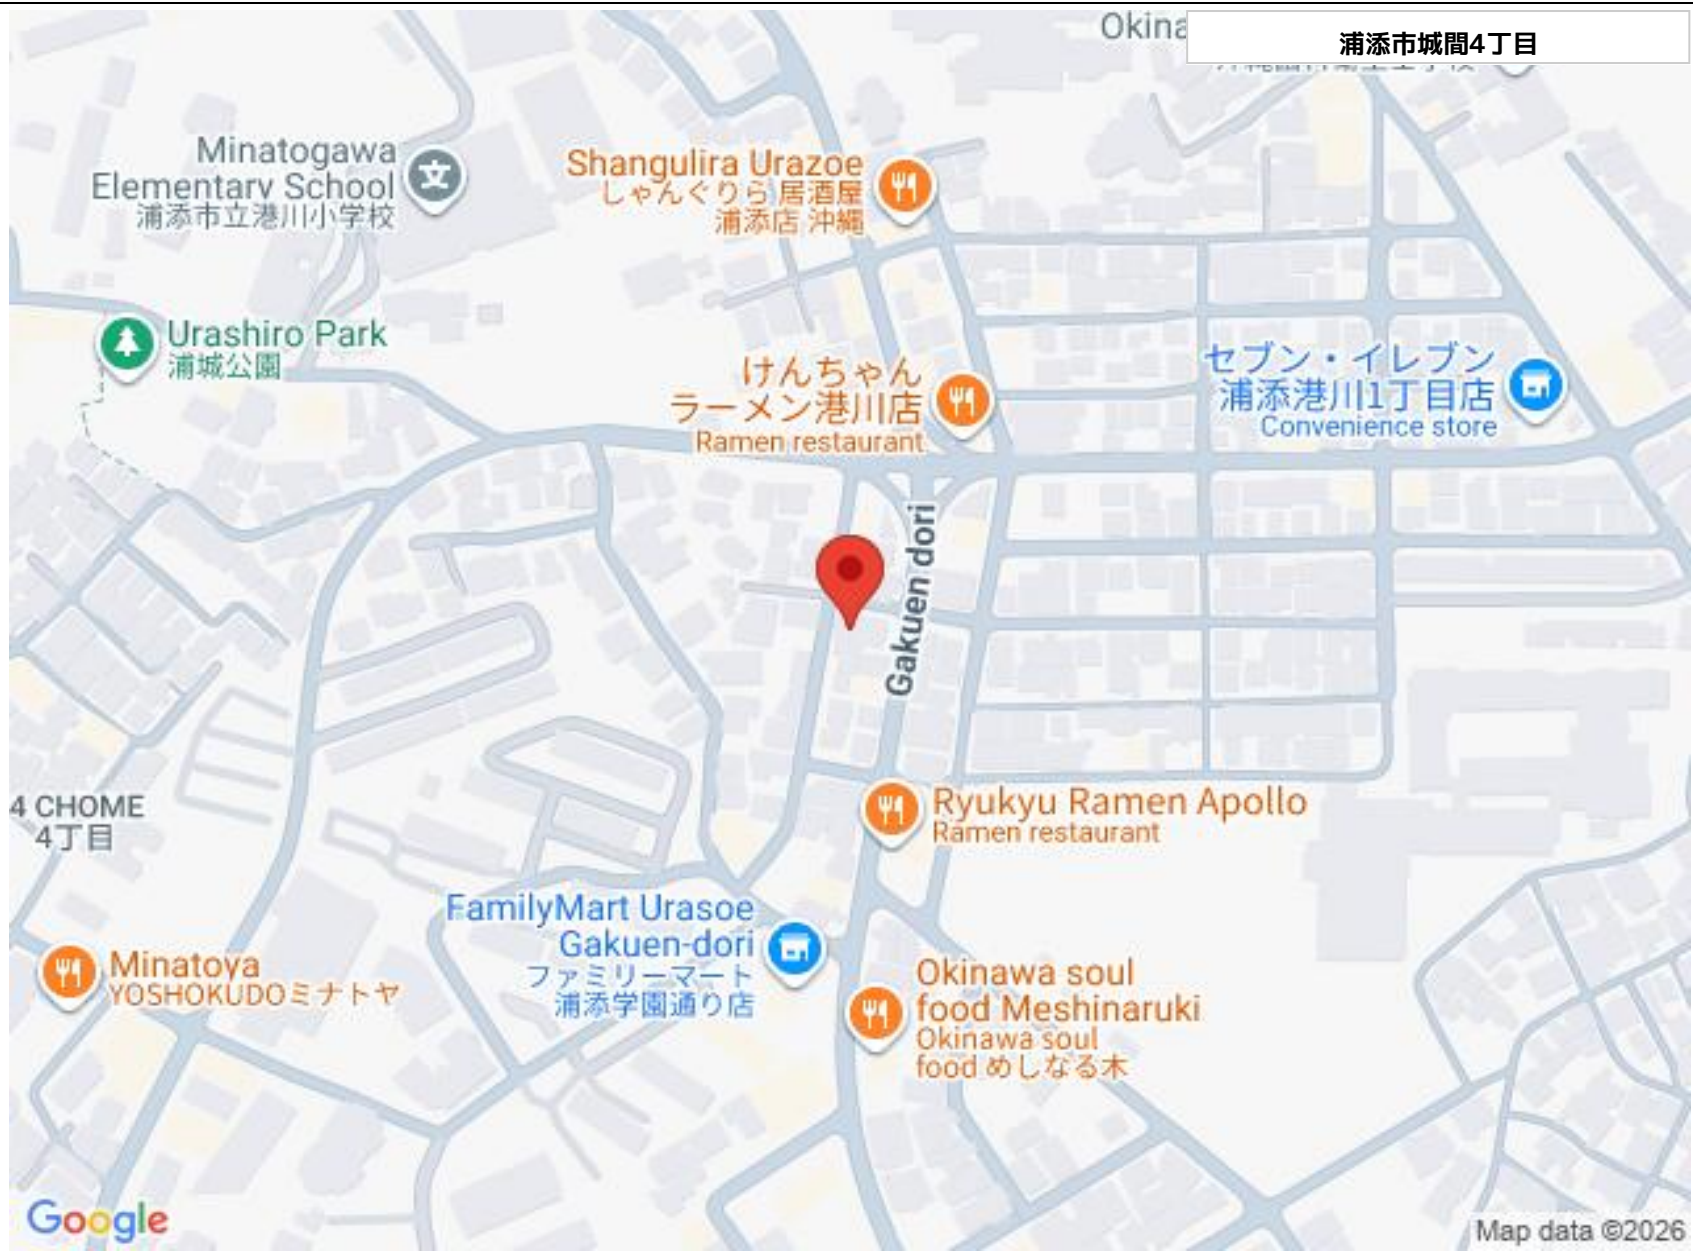 Okina
浦添市城間4丁目
Minatogawa
Elementary School
浦添市立港川小学校
Shangulira Urazoe
しゃんぐりら 居酒屋
浦添店 沖縄
Urashiro Park
浦城公園
けんちゃん
ラーメン港川店
Ramen restaurant
セブン・イレブン
浦添港川1丁目店
Convenience store
Gakuen dori
4 CHOME
4丁目
Ryukyu Ramen Apollo
Ramen restaurant
FamilyMart Urasoe
Gakuen-dori
ファミリーマート
浦添学園通り店
Minatoya
YOSHOKUDOミナトヤ
Okinawa soul
food Meshinaruki
Okinawa soul
food めしなる木
Google
Map data ©2026